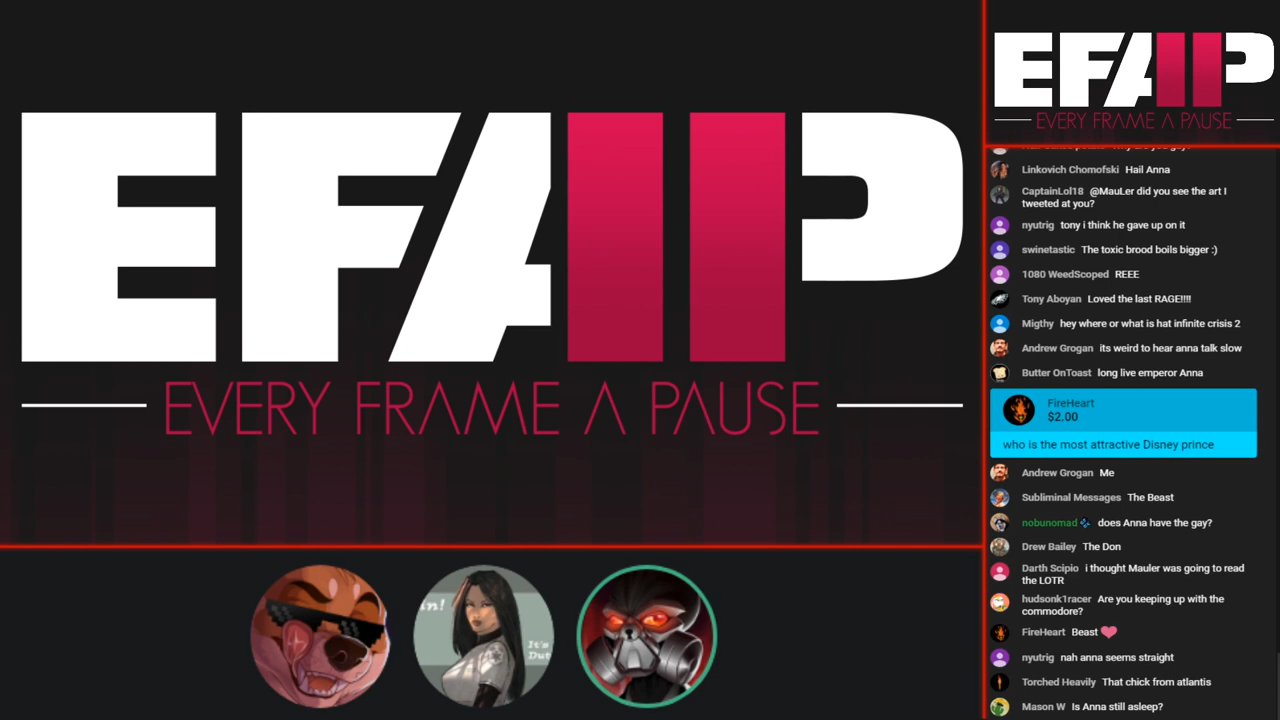 EFAP
EVERY FRAME A PAUSE
EFAP
EVERY FRAME A PAUSE
Linkovich Chomofski Hail Anna
CaptainLol18 @MauLer did you see the art I
tweeted at you?
nyutrig tony i think he gave up on it
swinetastic The toxic brood boils bigger :)
1080 WeedScoped REEE
Tony Aboyan Loved the last RAGE!!!!
Migthy hey where or what is hat infinite crisis 2
Andrew Grogan its weird to hear anna talk slow
Butter OnToast long live emperor Anna
FireHeart
$2.00
who is the most attractive Disney prince
Andrew Grogan Me
Subliminal Messages The Beast
nobunomad does Anna have the gay?
Drew Bailey The Don
Darth Scipio i thought Mauler was going to read
the LOTR
hudsonk1racer Are you keeping up with the
commodore?
FireHeart Beast
nyutrig nah anna seems straight
Torched Heavily That chick from atlantis
Mason W Is Anna still asleep?
in!
It's
Dut